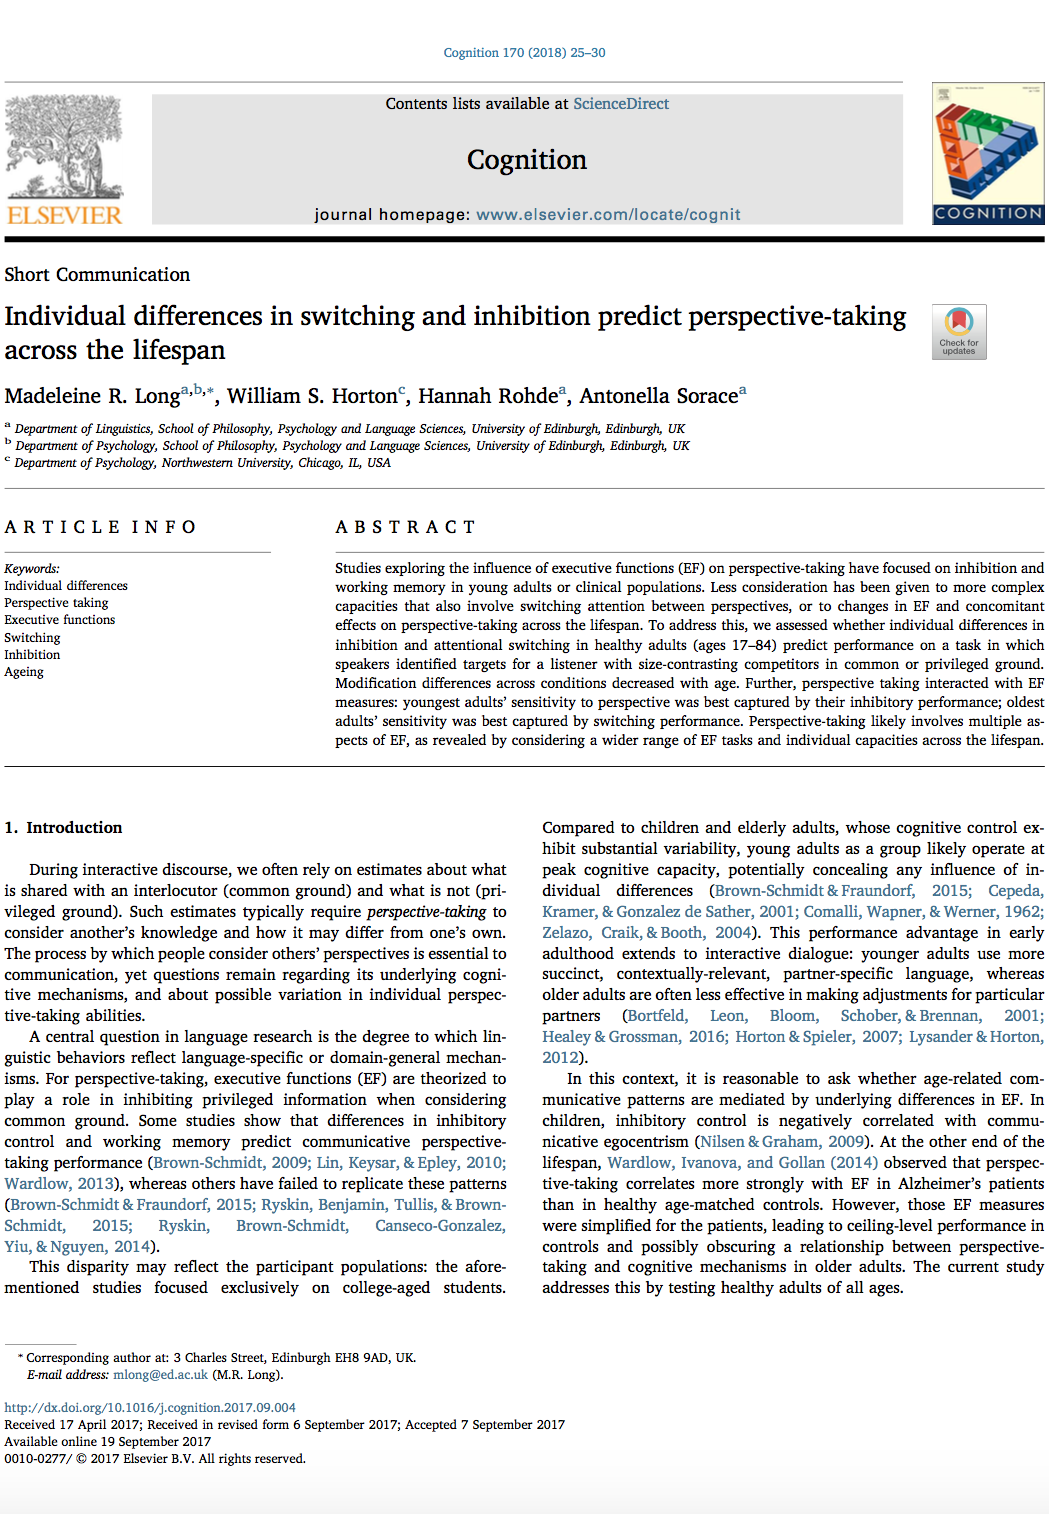 Cognition 170 (2018) 25–30
Contents lists available at ScienceDirect
Cognition
journal homepage: www.elsevier.com/locate/cognit
ELSEVIER
COGNITION
Short Communication
Individual differences in switching and inhibition predict perspective-taking
across the lifespan
Check for
updates
Madeleine R. Long^a,b,*, William S. Horton^c, Hannah Rohde^a, Antonella Sorace^a
^a Department of Linguistics, School of Philosophy, Psychology and Language Sciences, University of Edinburgh, Edinburgh, UK
^b Department of Psychology, School of Philosophy, Psychology and Language Sciences, University of Edinburgh, Edinburgh, UK
^c Department of Psychology, Northwestern University, Chicago, IL, USA
ARTICLE INFO
Keywords:
Individual differences
Perspective taking
Executive functions
Switching
Inhibition
Ageing
ABSTRACT
Studies exploring the influence of executive functions (EF) on perspective-taking have focused on inhibition and
working memory in young adults or clinical populations. Less consideration has been given to more complex
capacities that also involve switching attention between perspectives, or to changes in EF and concomitant
effects on perspective-taking across the lifespan. To address this, we assessed whether individual differences in
inhibition and attentional switching in healthy adults (ages 17–84) predict performance on a task in which
speakers identified targets for a listener with size-contrasting competitors in common or privileged ground.
Modification differences across conditions decreased with age. Further, perspective taking interacted with EF
measures: youngest adults' sensitivity to perspective was best captured by their inhibitory performance; oldest
adults' sensitivity was best captured by switching performance. Perspective-taking likely involves multiple as-
pects of EF, as revealed by considering a wider range of EF tasks and individual capacities across the lifespan.
1. Introduction
During interactive discourse, we often rely on estimates about what
is shared with an interlocutor (common ground) and what is not (pri-
vileged ground). Such estimates typically require perspective-taking to
consider another's knowledge and how it may differ from one's own.
The process by which people consider others' perspectives is essential to
communication, yet questions remain regarding its underlying cogni-
tive mechanisms, and about possible variation in individual perspec-
tive-taking abilities.
A central question in language research is the degree to which lin-
guistic behaviors reflect language-specific or domain-general mechan-
isms. For perspective-taking, executive functions (EF) are theorized to
play a role in inhibiting privileged information when considering
common ground. Some studies show that differences in inhibitory
control and working memory predict communicative perspective-
taking performance (Brown-Schmidt, 2009; Lin, Keysar, & Epley, 2010;
Wardlow, 2013), whereas others have failed to replicate these patterns
(Brown-Schmidt & Fraundorf, 2015; Ryskin, Benjamin, Tullis, & Brown-
Schmidt, 2015; Ryskin, Brown-Schmidt, Canseco-Gonzalez,
Yiu, & Nguyen, 2014).
This disparity may reflect the participant populations: the afore-
mentioned studies focused exclusively on college-aged students.
Compared to children and elderly adults, whose cognitive control ex-
hibit substantial variability, young adults as a group likely operate at
peak cognitive capacity, potentially concealing any influence of in-
dividual differences (Brown-Schmidt & Fraundorf, 2015; Cepeda,
Kramer, & Gonzalez de Sather, 2001; Comalli, Wapner, & Werner, 1962;
Zelazo, Craik, & Booth, 2004). This performance advantage in early
adulthood extends to interactive dialogue: younger adults use more
succinct, contextually-relevant, partner-specific language, whereas
older adults are often less effective in making adjustments for particular
partners (Bortfeld, Leon, Bloom, Schober, & Brennan, 2001;
Healey & Grossman, 2016; Horton & Spieler, 2007; Lysander & Horton,
2012).
In this context, it is reasonable to ask whether age-related com-
municative patterns are mediated by underlying differences in EF. In
children, inhibitory control is negatively correlated with commu-
nicative egocentrism (Nilsen & Graham, 2009). At the other end of the
lifespan, Wardlow, Ivanova, and Gollan (2014) observed that perspec-
tive-taking correlates more strongly with EF in Alzheimer's patients
than in healthy age-matched controls. However, those EF measures
were simplified for the patients, leading to ceiling-level performance in
controls and possibly obscuring a relationship between perspective-
taking and cognitive mechanisms in older adults. The current study
addresses this by testing healthy adults of all ages.
* Corresponding author at: 3 Charles Street, Edinburgh EH8 9AD, UK.
E-mail address: mlong@ed.ac.uk (M.R. Long).
http://dx.doi.org/10.1016/j.cognition.2017.09.004
Received 17 April 2017; Received in revised form 6 September 2017; Accepted 7 September 2017
Available online 19 September 2017
0010-0277/ © 2017 Elsevier B.V. All rights reserved.